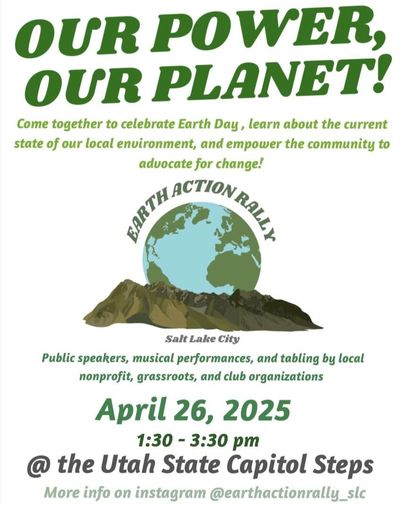 OUR POWER,
OUR PLANET!
Come together to celebrate Earth Day , learn about the current
state of our local environment, and empower the community to
advocate for change!
EARTH ACTION RALLY
Salt Lake City
Public speakers, musical performances, and tabling by local
nonprofit, grassroots, and club organizations
April 26, 2025
1:30 - 3:30 pm
@ the Utah State Capitol Steps
More info on instagram @earthactionrally_slc